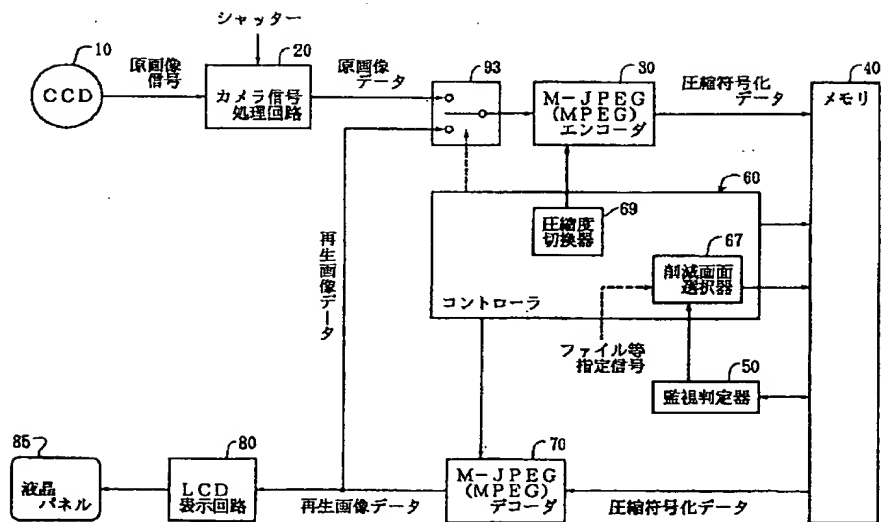 シャッター
10
20
93
30
40
CCD
原画像
信号
カメラ信号
処理回路
原画像
データ
M-JPEG
(MPEG)
エンコーダ
圧縮符号化
データ
メモリ
60
69
圧縮度
切換器
67
削減画面
選択器
コントローラ
再生画像データ
ファイル等
指定信号
50
監視判定器
85
80
70
液晶
パネル
LCD
表示回路
再生画像データ
M-JPEG
(MPEG)
デコーダ
圧縮符号化データ